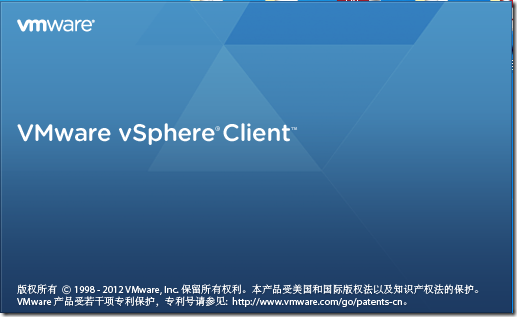 vmware®
VMware vSphere® Client™
版权所有 © 1998 - 2012 VMware, Inc. 保留所有权利。本产品受美国和国际版权法以及知识产权法的保护。
VMware 产品受若干项专利保护，专利号请参见: http://www.vmware.com/go/patents-cn。